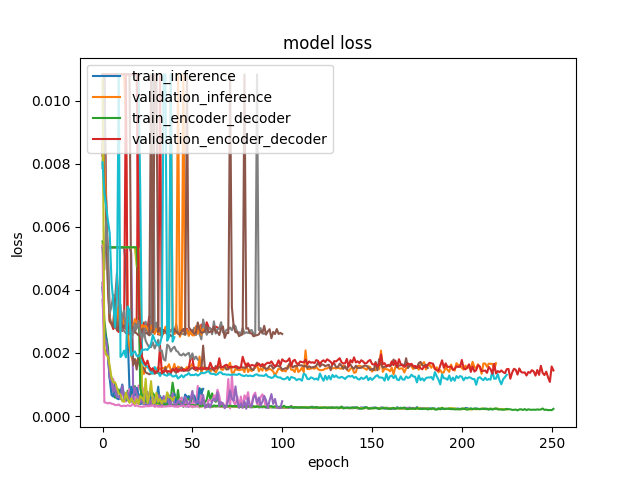 model loss
train_inference
validation_inference
train_encoder_decoder
validation_encoder_decoder
loss
0.010
0.008
0.006
0.004
0.002
0.000
0 50 100 150 200 250
epoch